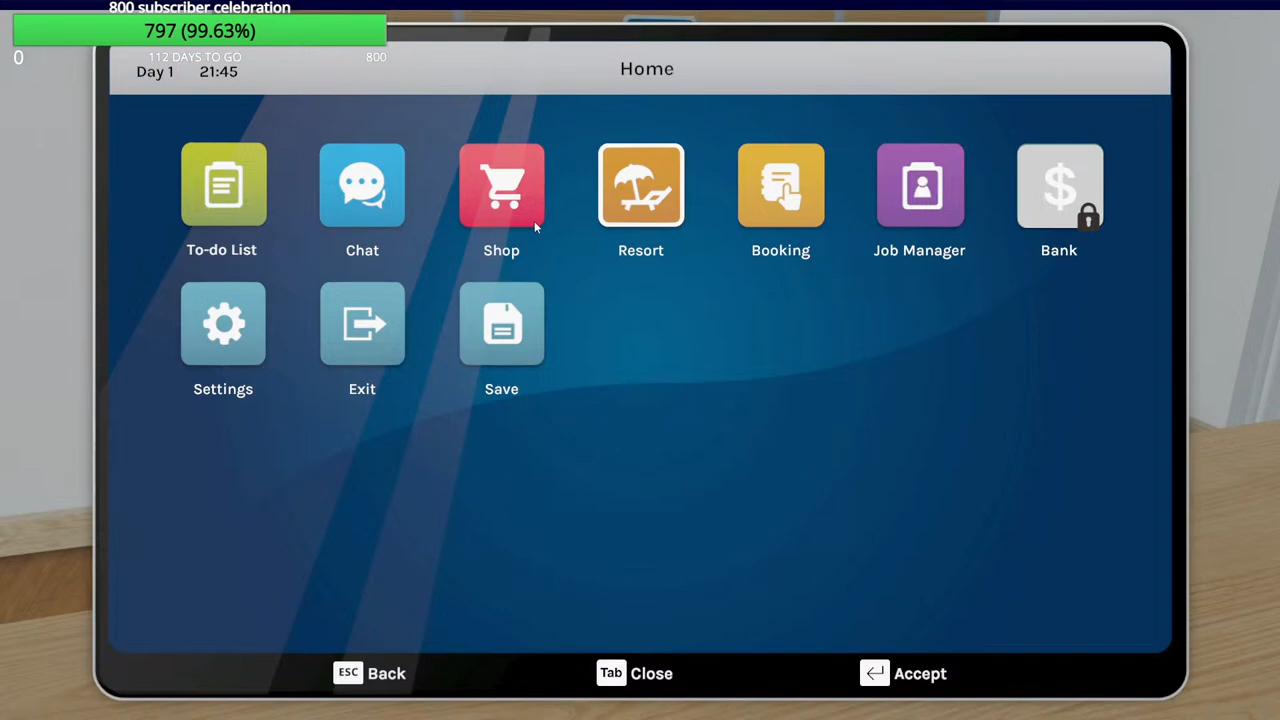 800 subscriber celebration
797 (99.63%)
0 112 DAYS TO GO 800
Day 1 21:45 Home
To-do List Chat Shop Resort Booking Job Manager Bank
Settings Exit Save
ESC Back Tab Close Accept